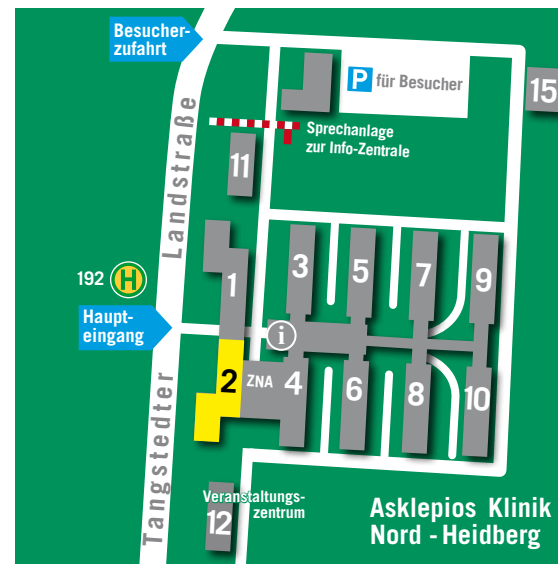 Besucher-
zufahrt
P für Besucher
15
Sprechanlage
zur Info-Zentrale
11
Landstraße
192 H
3
5
7
9
1
Haupt-
eingang
i
2
ZNA
4
6
8
10
Tangstedter
Veranstaltungs-
zentrum
12
Asklepios Klinik
Nord - Heidberg